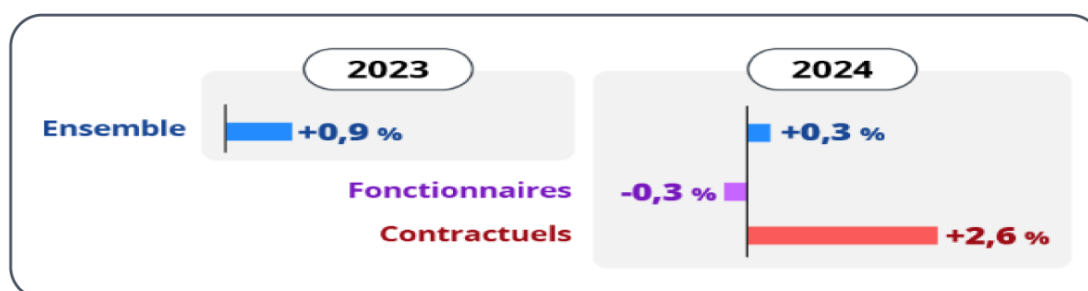 2023 2024
Ensemble +0,9 % +0,3 %
Fonctionnaires -0,3 %
Contractuels +2,6 %